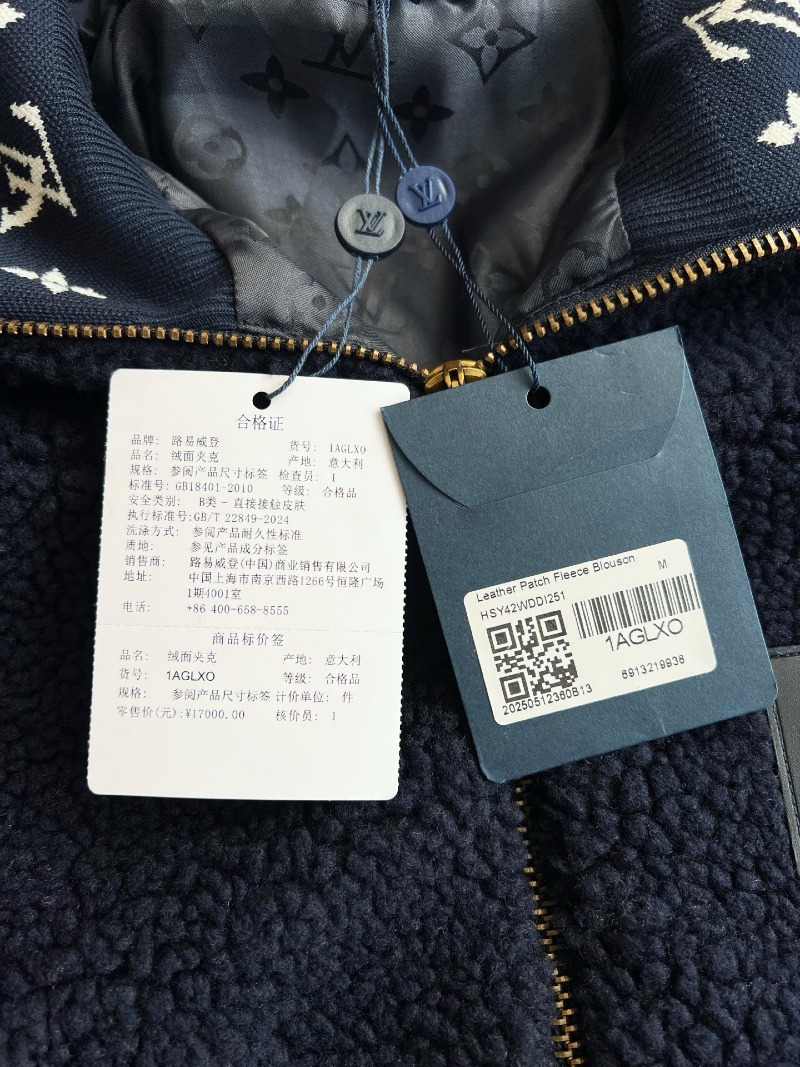 LV
LV
合格证
品牌: 路易威登 货号: 1AGLXO
品名: 绒面夹克 产地: 意大利
规格: 参阅产品尺寸标签 检查员: 1
标准号: GB18401-2010 等级: 合格品
安全类别: B类 - 直接接触皮肤
执行标准号:GB/T 22849-2024
洗涤方式: 参阅产品耐久性标准
质地: 参见产品成分标签
销售商: 路易威登(中国)商业销售有限公司
地址: 中国上海市南京西路1266号恒隆广场
1期4001室
电话: +86 400-658-8555
商品标价签
品名: 绒面夹克 产地: 意大利
货号: 1AGLXO 等级: 合格品
规格: 参阅产品尺寸标签 计价单位: 件
零售价(元):¥17000.00 核价员: 1
Leather Patch Fleece Blouson M
HSY42WDDI251
1AGLXO
6913219936
20250512360813